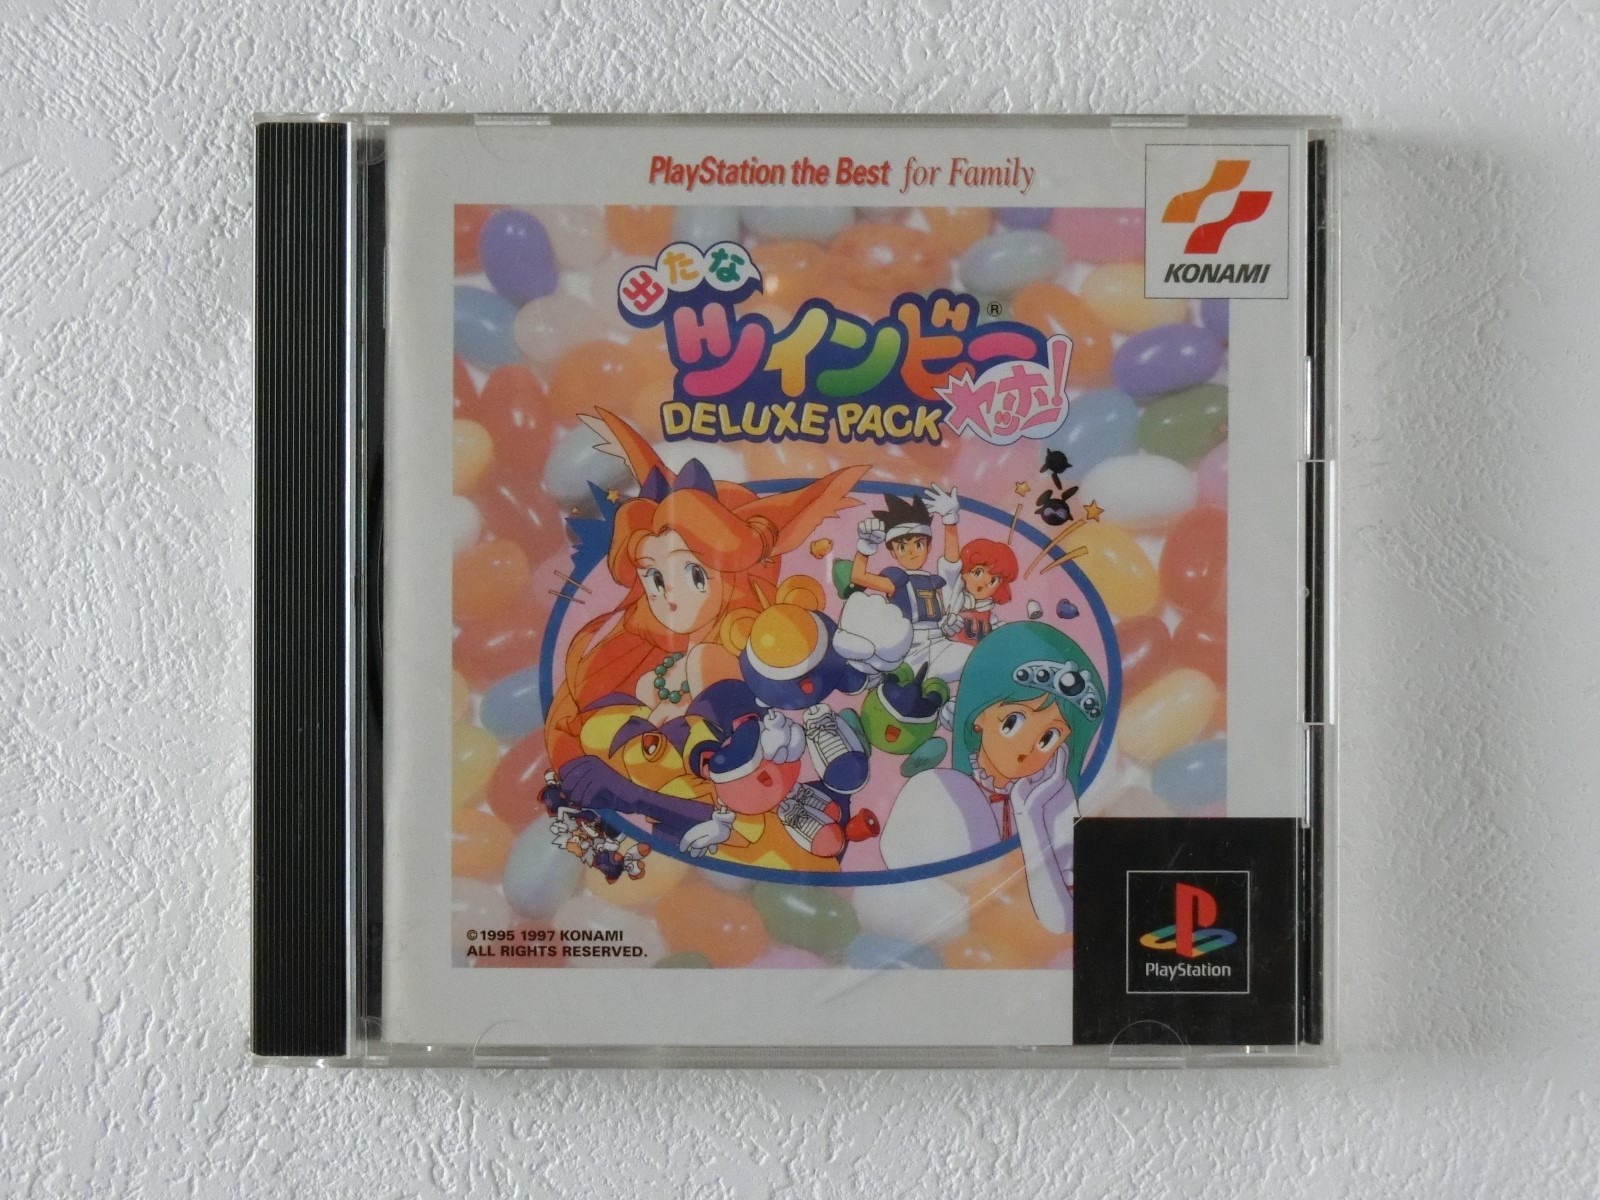 PlayStation the Best for Family
KONAMI
出たな
ツインビー®
ヤッホー!
DELUXE PACK
T
©1995 1997 KONAMI
ALL RIGHTS RESERVED.
PlayStation